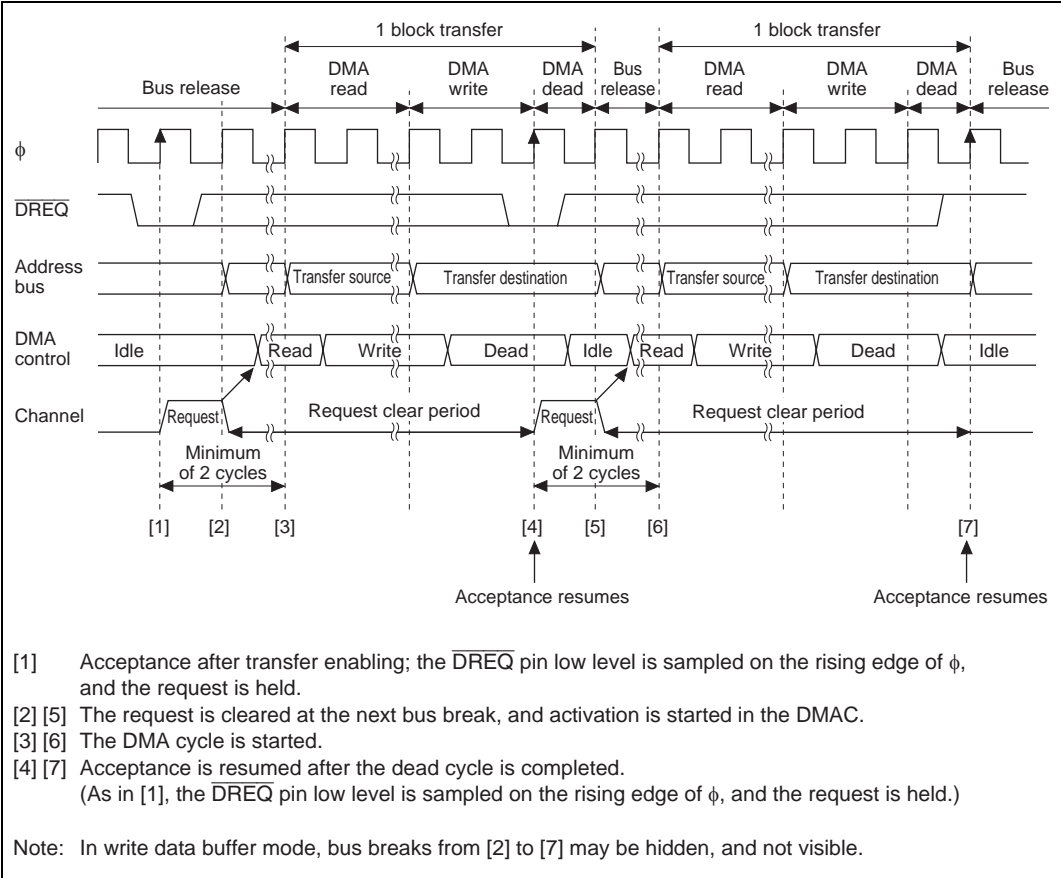 1 block transfer 1 block transfer
Bus release DMA read DMA write DMA dead Bus release DMA read DMA write DMA dead Bus release
ϕ
DREQ
Address bus Transfer source Transfer destination Transfer source Transfer destination
DMA control Idle Read Write Dead Idle Read Write Dead Idle
Channel Request Request clear period Request Request clear period
Minimum of 2 cycles Minimum of 2 cycles
[1] [2] [3] [4] [5] [6] [7]
Acceptance resumes Acceptance resumes
[1] Acceptance after transfer enabling; the DREQ pin low level is sampled on the rising edge of ϕ,
and the request is held.
[2] [5] The request is cleared at the next bus break, and activation is started in the DMAC.
[3] [6] The DMA cycle is started.
[4] [7] Acceptance is resumed after the dead cycle is completed.
(As in [1], the DREQ pin low level is sampled on the rising edge of ϕ, and the request is held.)
Note: In write data buffer mode, bus breaks from [2] to [7] may be hidden, and not visible.